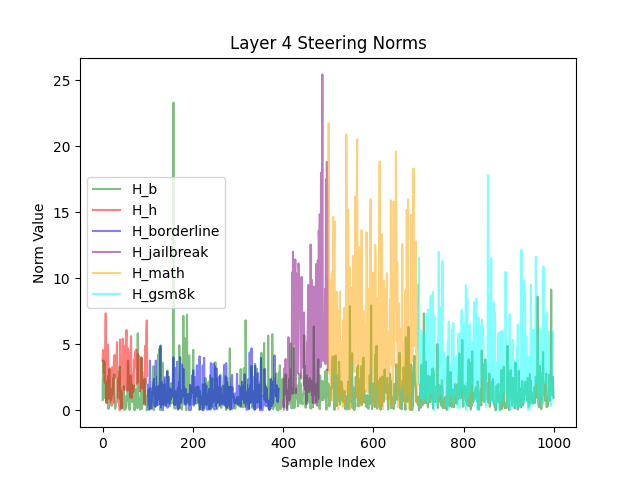 Layer 4 Steering Norms
25
20
15
10
5
0
Norm Value
H_b
H_h
H_borderline
H_jailbreak
H_math
H_gsm8k
0 200 400 600 800 1000
Sample Index